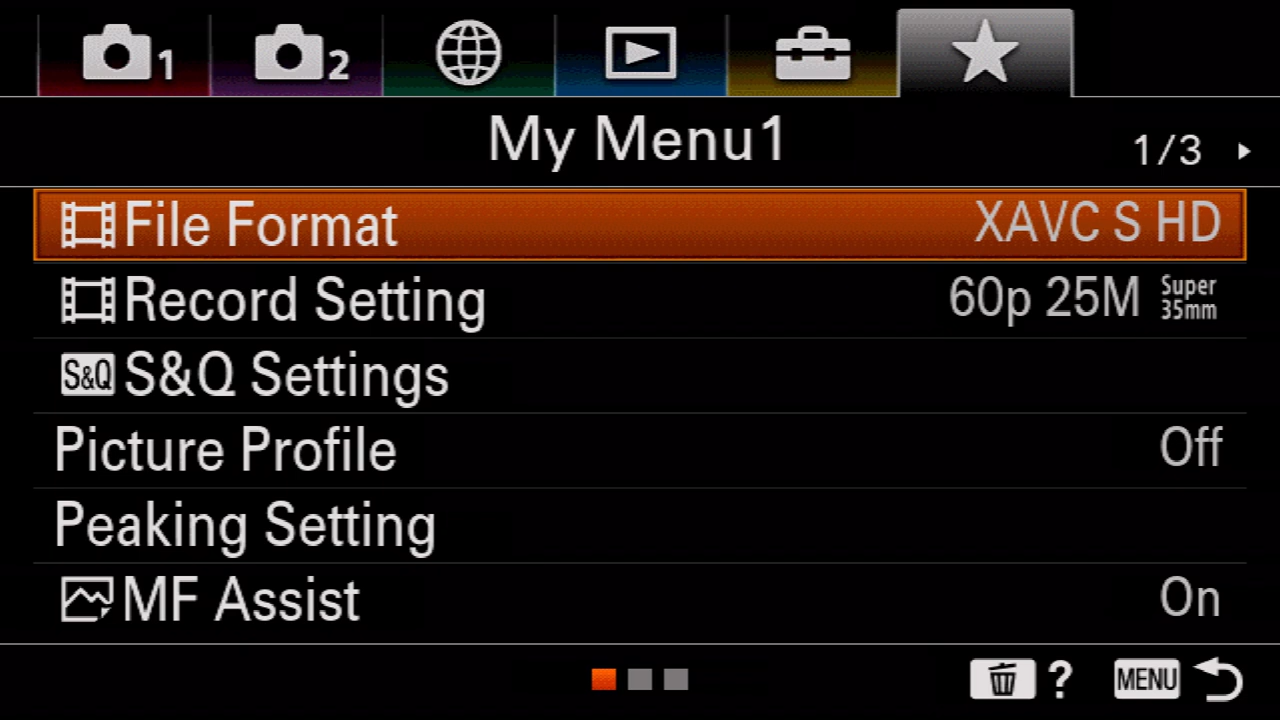 1 2
My Menu1
1/3
File Format XAVC S HD
Record Setting 60p 25M Super 35mm
S&Q S&Q Settings
Picture Profile Off
Peaking Setting
MF Assist On
? MENU